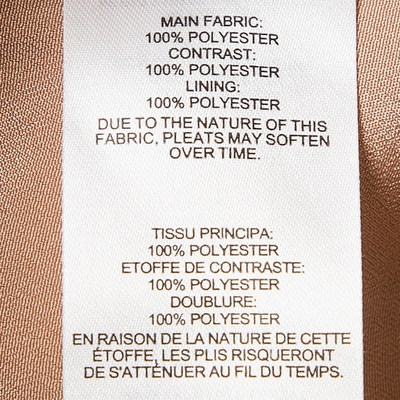 MAIN FABRIC:
100% POLYESTER
CONTRAST:
100% POLYESTER
LINING:
100% POLYESTER
DUE TO THE NATURE OF THIS
FABRIC, PLEATS MAY SOFTEN
OVER TIME.
TISSU PRINCIPA:
100% POLYESTER
ETOFFE DE CONTRASTE:
100% POLYESTER
DOUBLURE:
100% POLYESTER
EN RAISON DE LA NATURE DE CETTE
ÉTOFFE, LES PLIS RISQUERONT
DE S'ATTÉNUER AU FIL DU TEMPS.